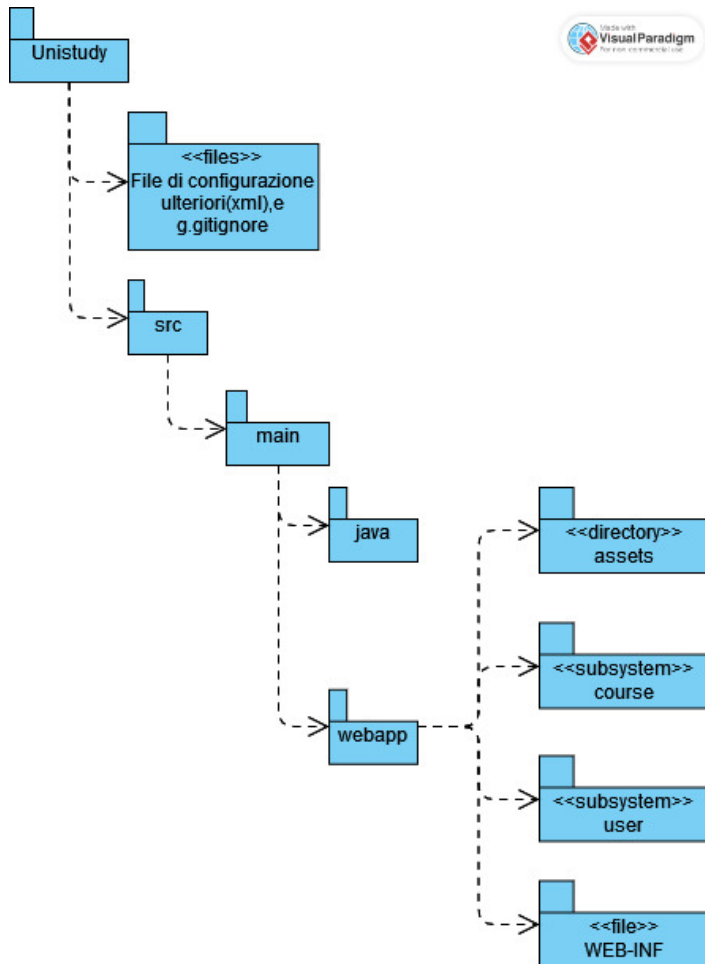 Made with
Visual Paradigm
For non-commercial use
Unistudy
<<files>>
File di configurazione
ulteriori(xml),e
g.gitignore
src
main
java
<<directory>>
assets
<<subsystem>>
course
webapp
<<subsystem>>
user
<<file>>
WEB-INF